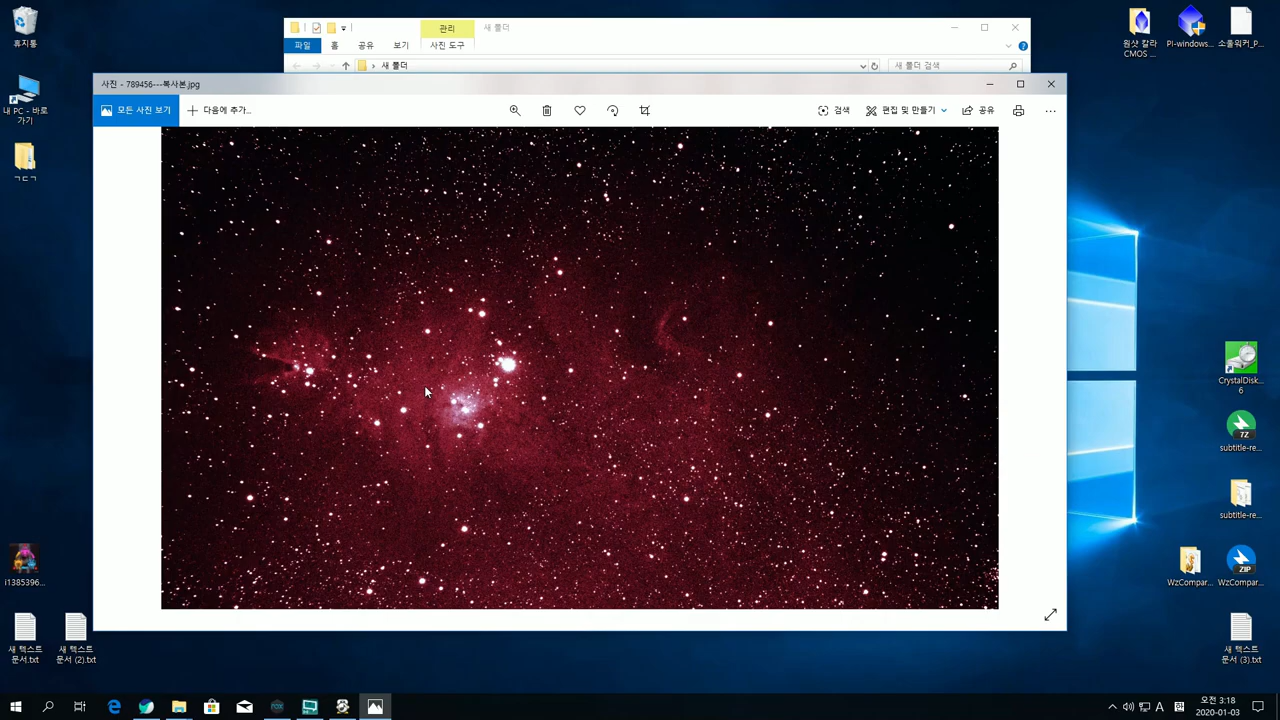 휴지통
내 PC - 바로
가기
ㄱㄷㄱ
i1385396...
새 텍스트
문서.txt
새 텍스트
문서 (2).txt
관리
새 폴더
파일
홈
공유
보기
사진 도구
새 폴더
새 폴더 검색
사진 - 789456---복사본.jpg
모든 사진 보기
다음에 추가...
검색
편집 및 만들기
공유
원샷 칼라
CMOS ...
PI-windows...
소울워커_P...
CrystalDisk...
6
7Z
subtitle-re...
subtitle-re...
WzCompar...
ZIP
WzCompar...
새 텍스트
문서 (3).txt
A
오전 3:18
2020-01-03